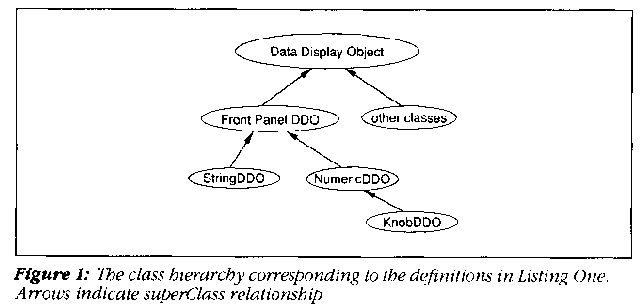 Data Display Object
Front Panel DDO
other classes
StringDDO
NumericDDO
KnobDDO
Figure 1: The class hierarchy corresponding to the definitions in Listing One.
Arrows indicate superClass relationship